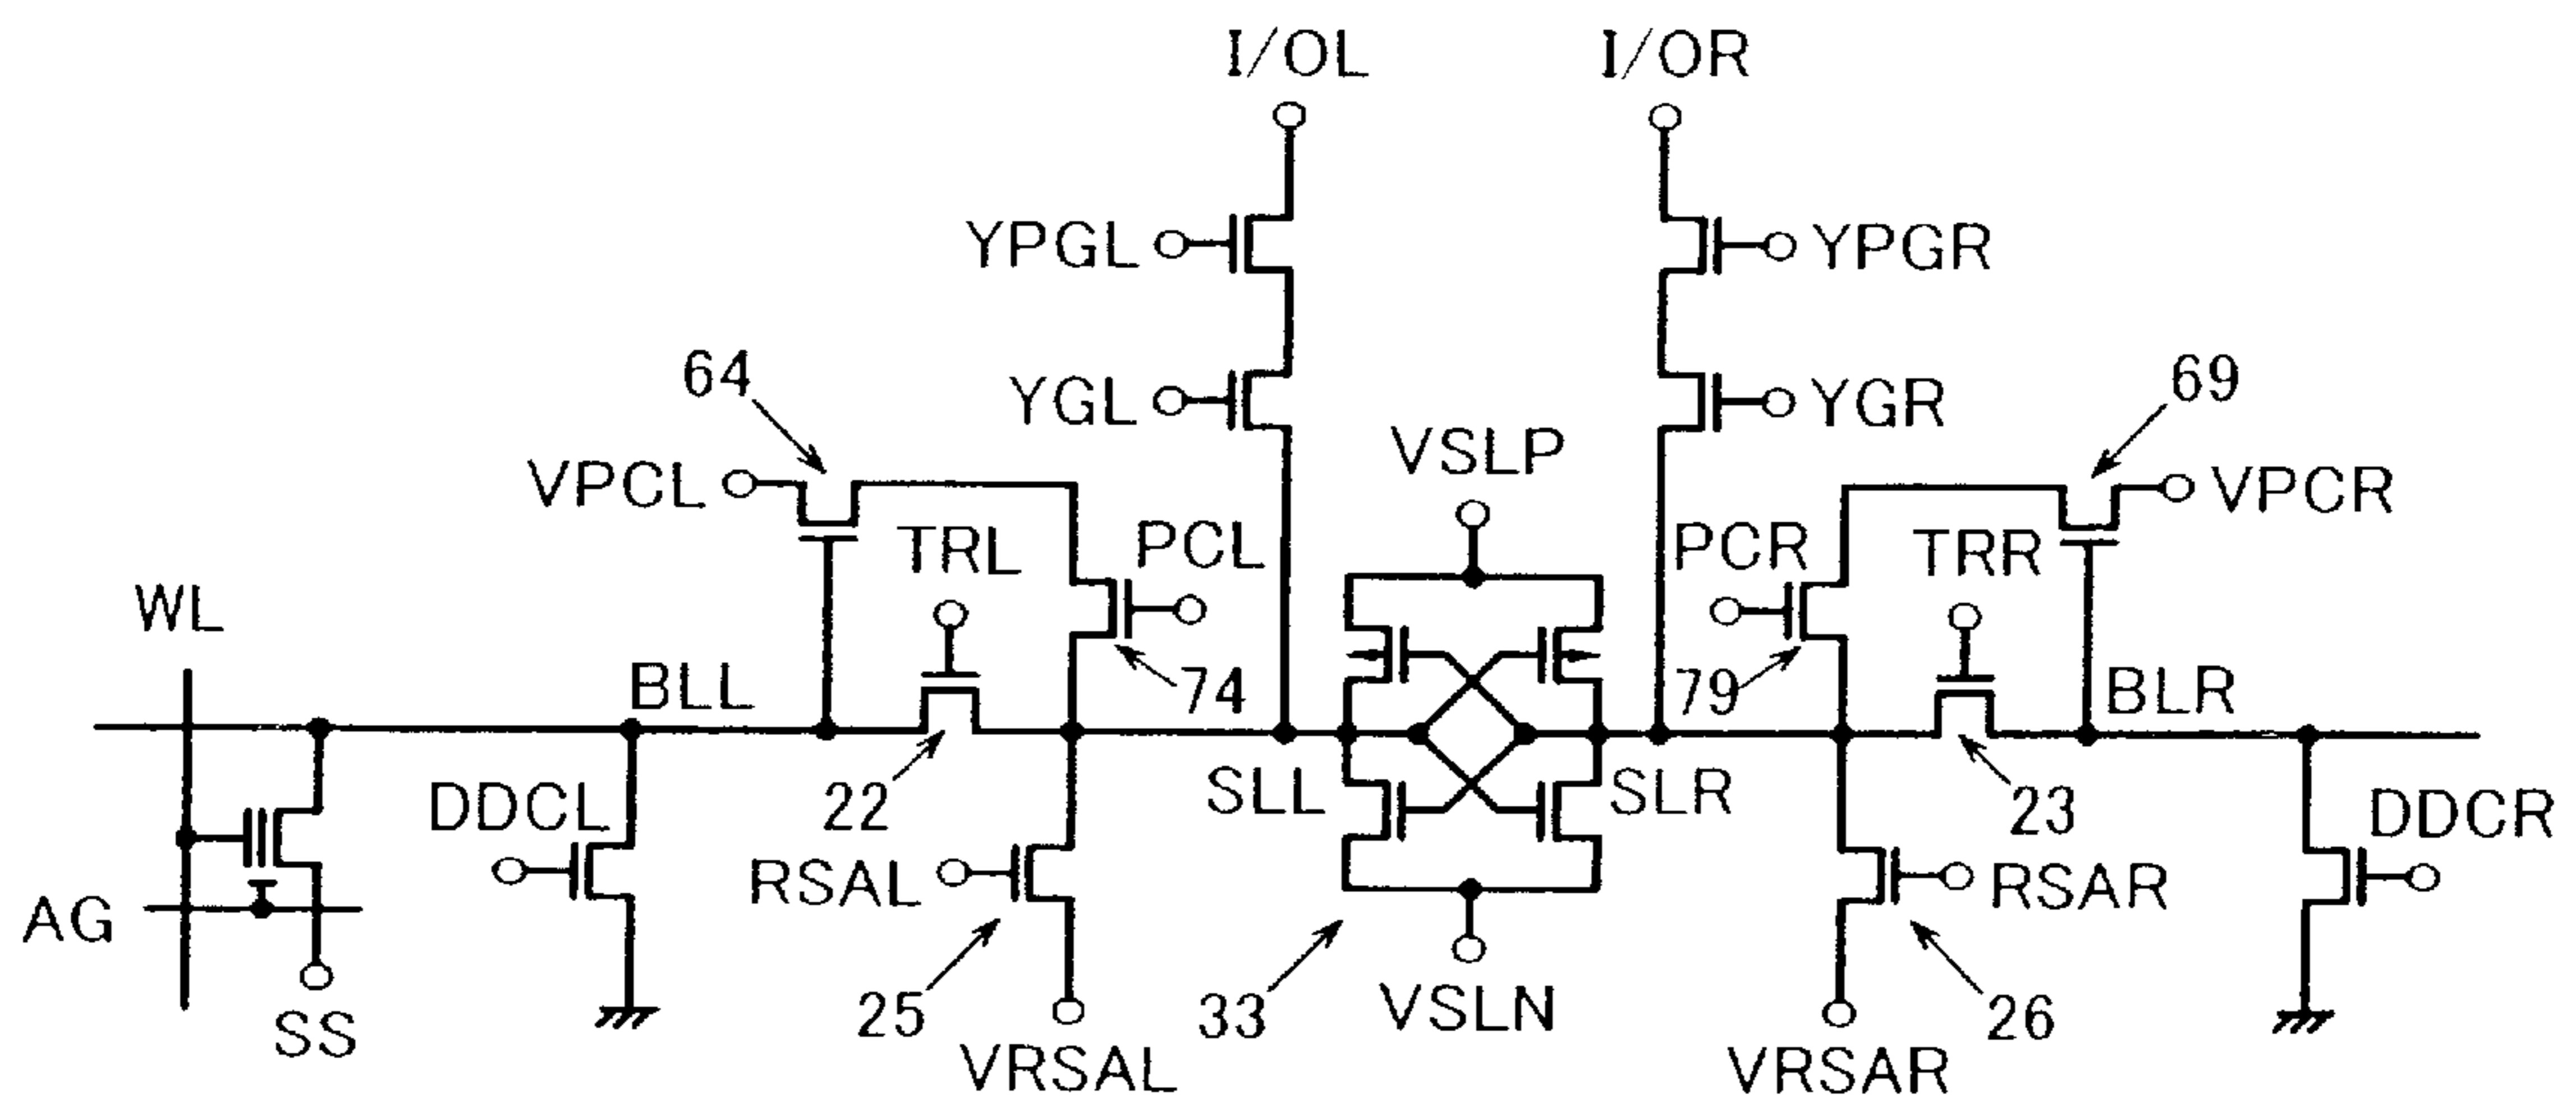 I/OL I/OR
YPGL YPGR
64 YGL YGR 69
VPCL VSLP VPCR
TRL PCL PCR TRR
WL
BLL 74 79 BLR
DDCL 22 SLL SLR 23 DDCR
RSAL RSAR
AG
SS 25 33 VSLN 26
VRSAL VRSAR